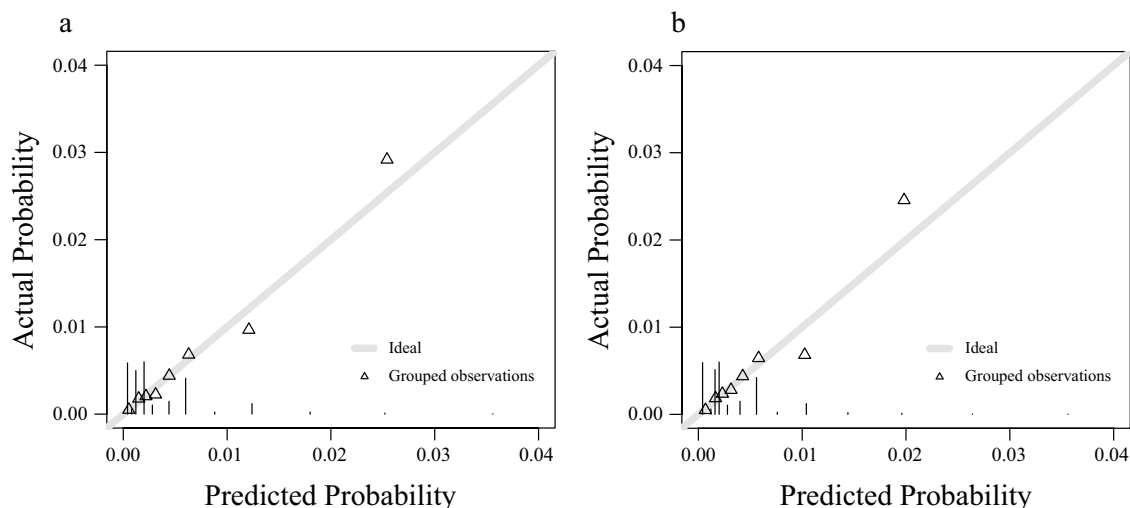 a
Actual Probability
0.04
0.03
0.02
0.01
0.00
Ideal
Grouped observations
0.00 0.01 0.02 0.03 0.04
Predicted Probability
b
Actual Probability
0.04
0.03
0.02
0.01
0.00
Ideal
Grouped observations
0.00 0.01 0.02 0.03 0.04
Predicted Probability